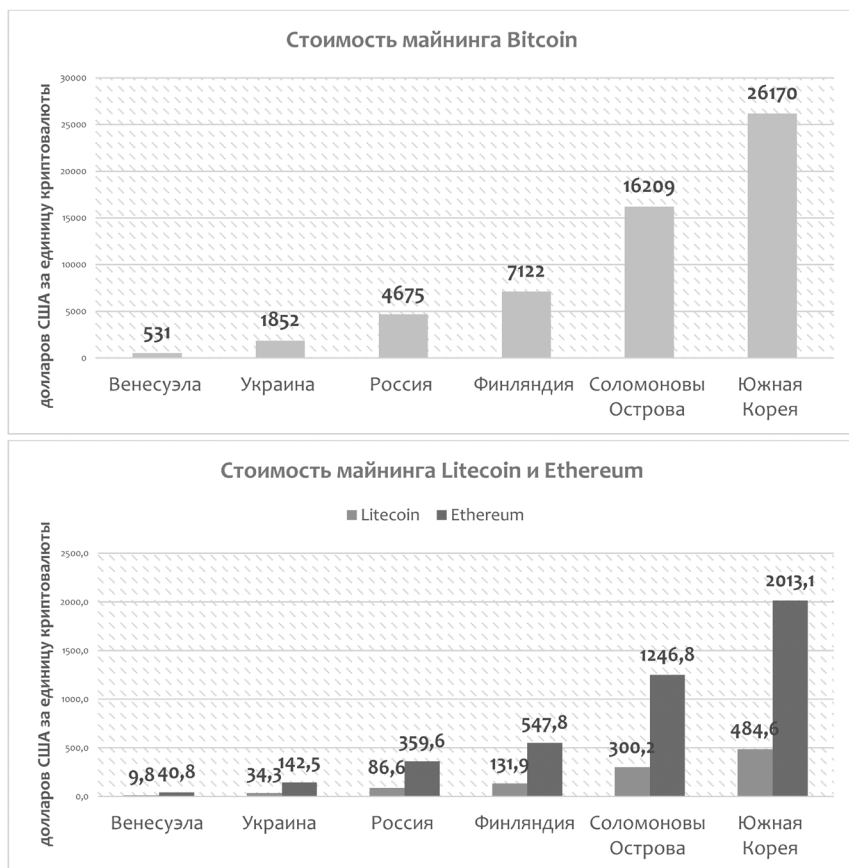 Стоимость майнинга Bitcoin
долларов США за единицу криптовалюты
30000
25000
20000
15000
10000
5000
0
531
1852
4675
7122
16209
26170
Венесуэла
Украина
Россия
Финляндия
Соломоновы
Острова
Южная
Корея
Стоимость майнинга Litecoin и Ethereum
Litecoin Ethereum
долларов США за единицу криптовалюты
2500,0
2000,0
1500,0
1000,0
500,0
0,0
9,8 40,8
34,3 142,5
86,6 359,6
131,9 547,8
300,2 1246,8
484,6 2013,1
Венесуэла
Украина
Россия
Финляндия
Соломоновы
Острова
Южная
Корея